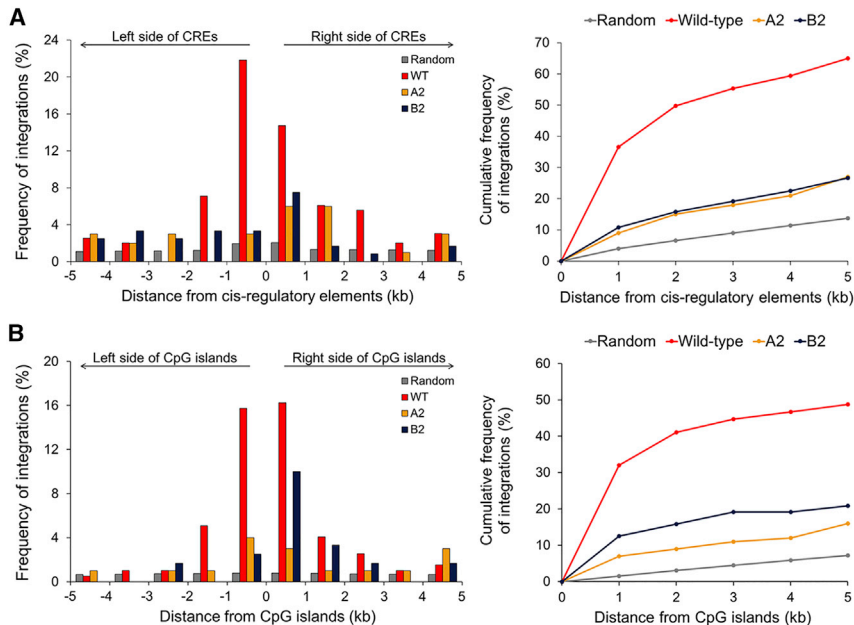 A
Left side of CREs
Right side of CREs
Frequency of integrations (%)
24
20
16
12
8
4
0
Random
WT
A2
B2
-5 -4 -3 -2 -1 0 1 2 3 4 5
Distance from cis-regulatory elements (kb)
Random Wild-type A2 B2
Cumulative frequency
of integrations (%)
70
60
50
40
30
20
10
0
0 1 2 3 4 5
Distance from cis-regulatory elements (kb)
B
Left side of CpG islands
Right side of CpG islands
Frequency of integrations (%)
20
16
12
8
4
0
Random
WT
A2
B2
-5 -4 -3 -2 -1 0 1 2 3 4 5
Distance from CpG islands (kb)
Random Wild-type A2 B2
Cumulative frequency
of integrations (%)
60
50
40
30
20
10
0
0 1 2 3 4 5
Distance from CpG islands (kb)